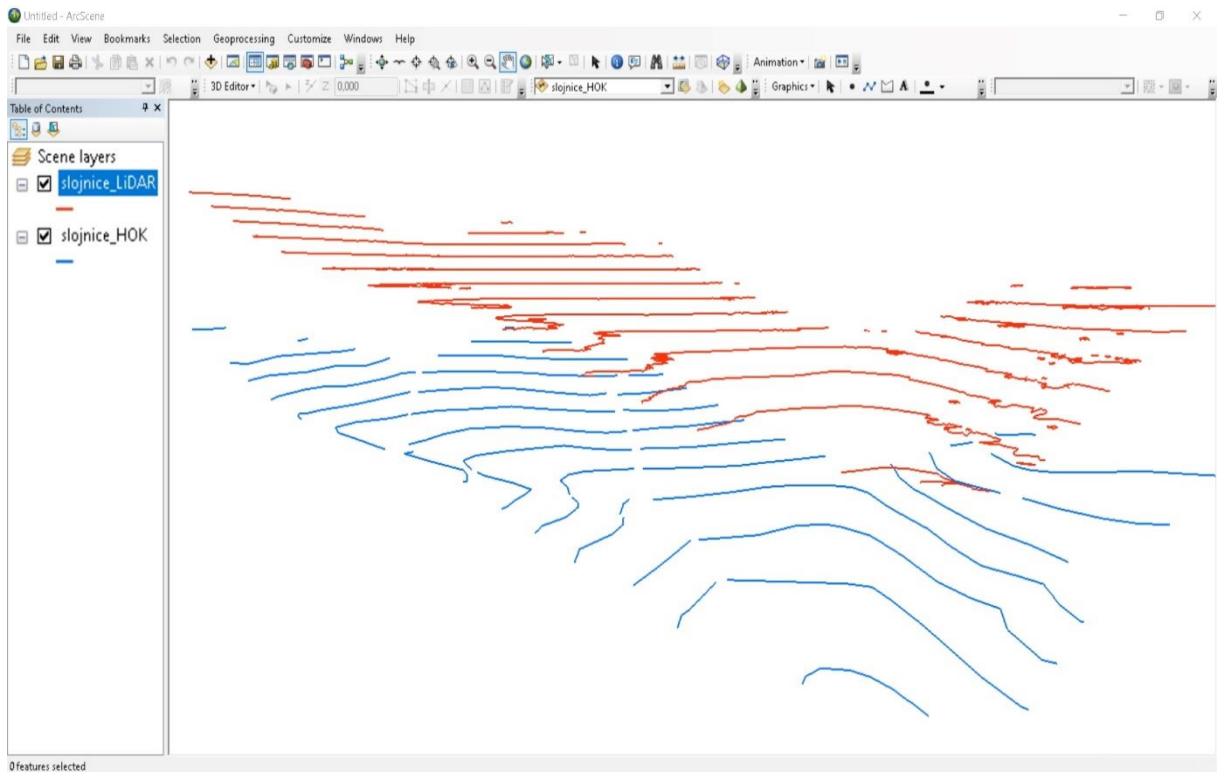 Untitled - ArcScene
File Edit View Bookmarks Selection Geoprocessing Customize Windows Help
Animation
3D Editor Z 0,000 slojnice_HOK Graphics A
Table of Contents
Scene layers
slojnice_LiDAR
slojnice_HOK
0 features selected